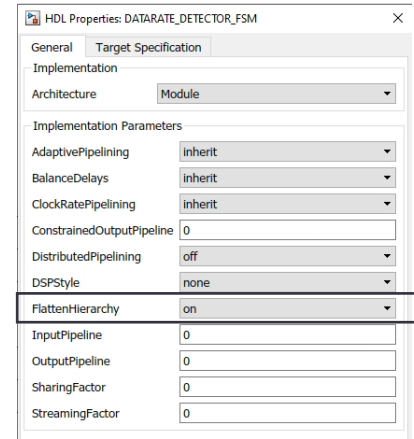 HDL Properties: DATARATE_DETECTOR_FSM
General Target Specification
Implementation
Architecture Module
Implementation Parameters
AdaptivePipelining inherit
BalanceDelays inherit
ClockRatePipelining inherit
ConstrainedOutputPipeline 0
DistributedPipelining off
DSPStyle none
FlattenHierarchy on
InputPipeline 0
OutputPipeline 0
SharingFactor 0
StreamingFactor 0